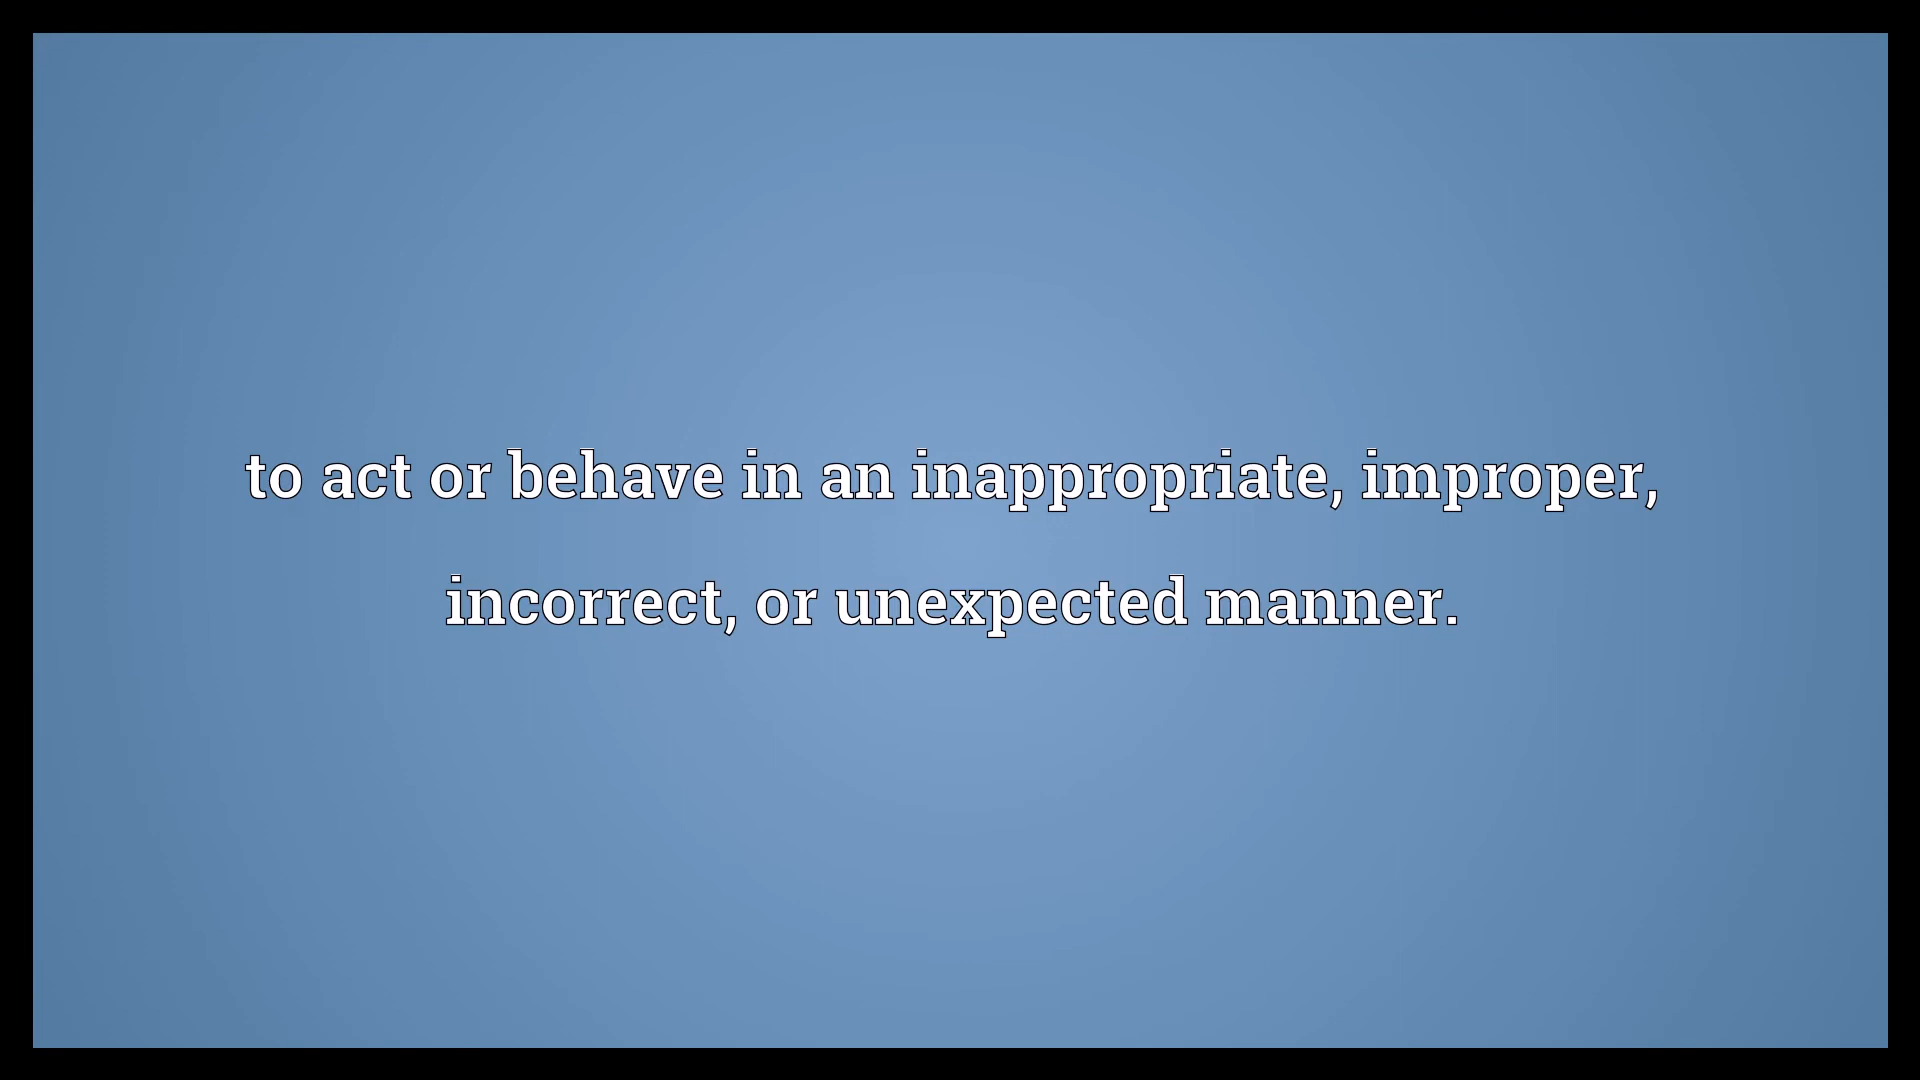 to act or behave in an inappropriate, improper,
incorrect, or unexpected manner.